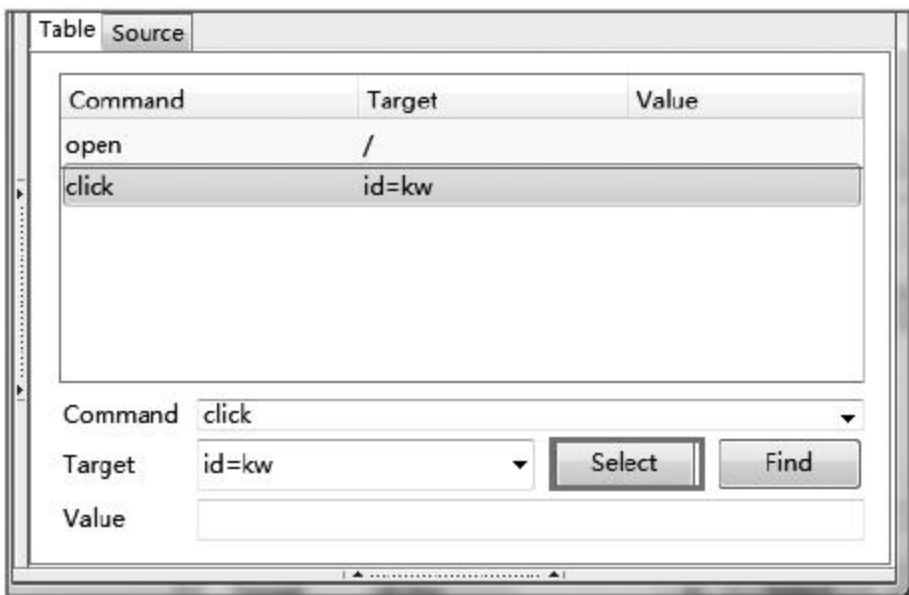 Table Source
Command Target Value
open /
click id=kw
Command click
Target id=kw Select Find
Value